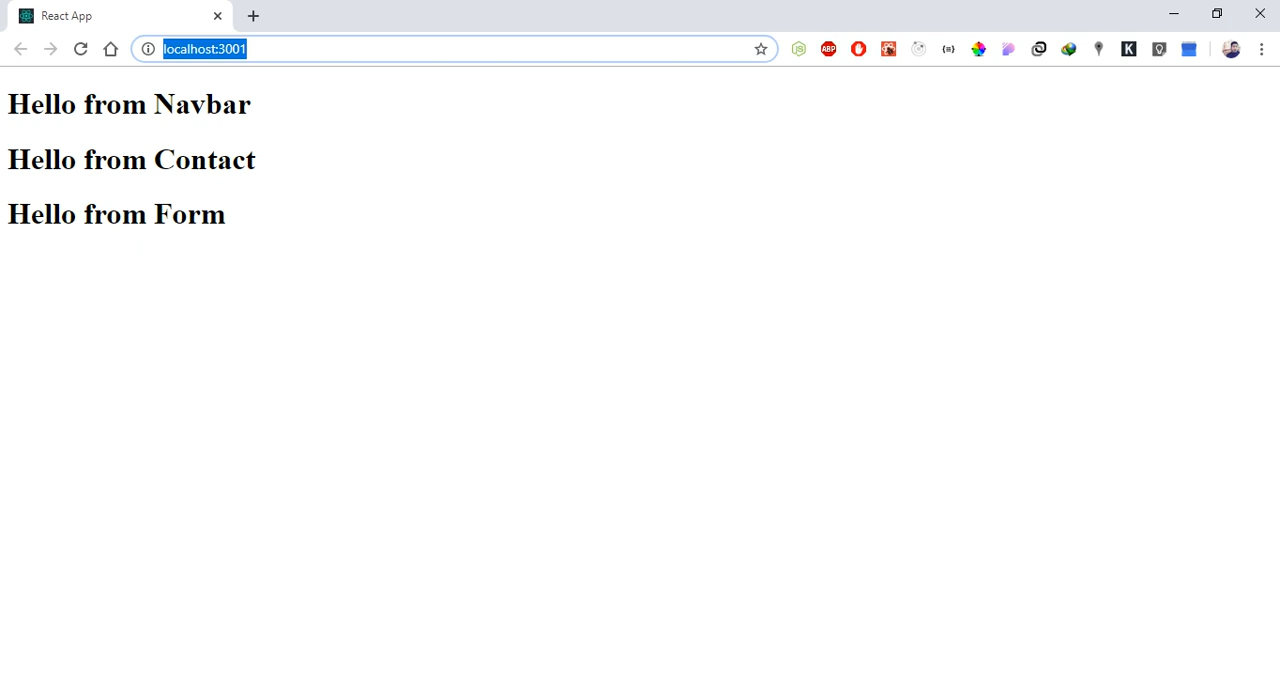 React App
localhost:3001
Hello from Navbar
Hello from Contact
Hello from Form